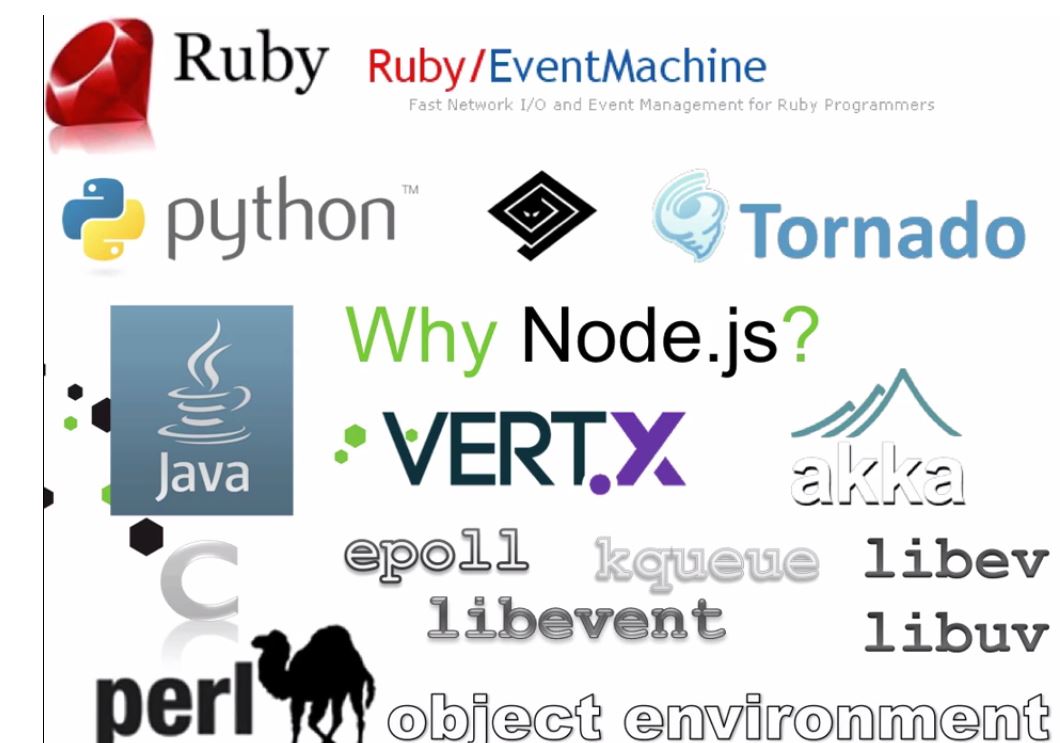 Ruby Ruby/EventMachine
Fast Network I/O and Event Management for Ruby Programmers
python™ Tornado
Why Node.js?
Java VERT.X akka
C epoll kqueue libev
libevent libuv
perl object environment